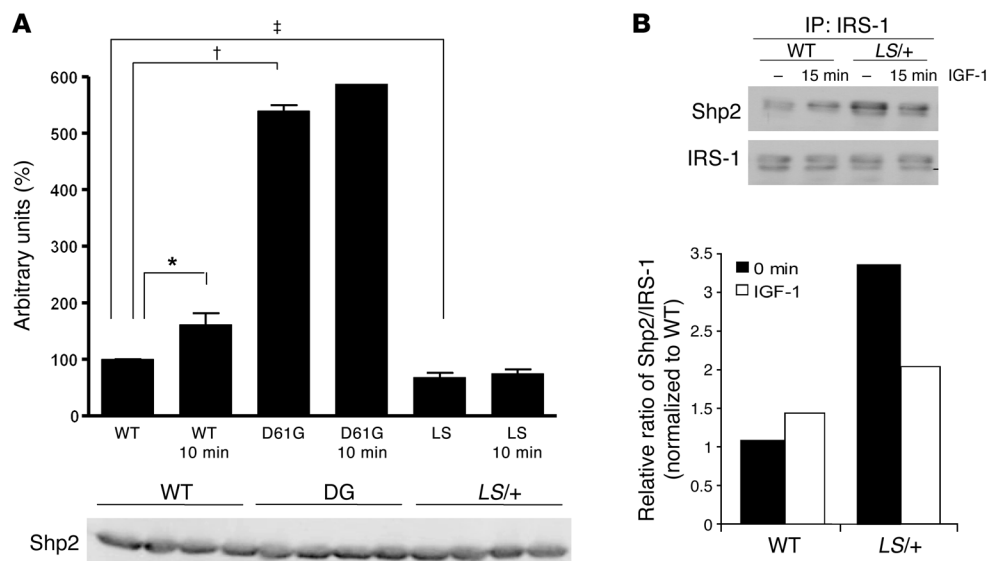 A
‡
†
*
Arbitrary units (%)
600
500
400
300
200
100
0
WT
WT
10 min
D61G
D61G
10 min
LS
LS
10 min
WT
DG
LS/+
Shp2
B
IP: IRS-1
WT
LS/+
– 15 min – 15 min IGF-1
Shp2
IRS-1
Relative ratio of Shp2/IRS-1
(normalized to WT)
3.5
3
2.5
2
1.5
1
0.5
0
0 min
IGF-1
WT
LS/+